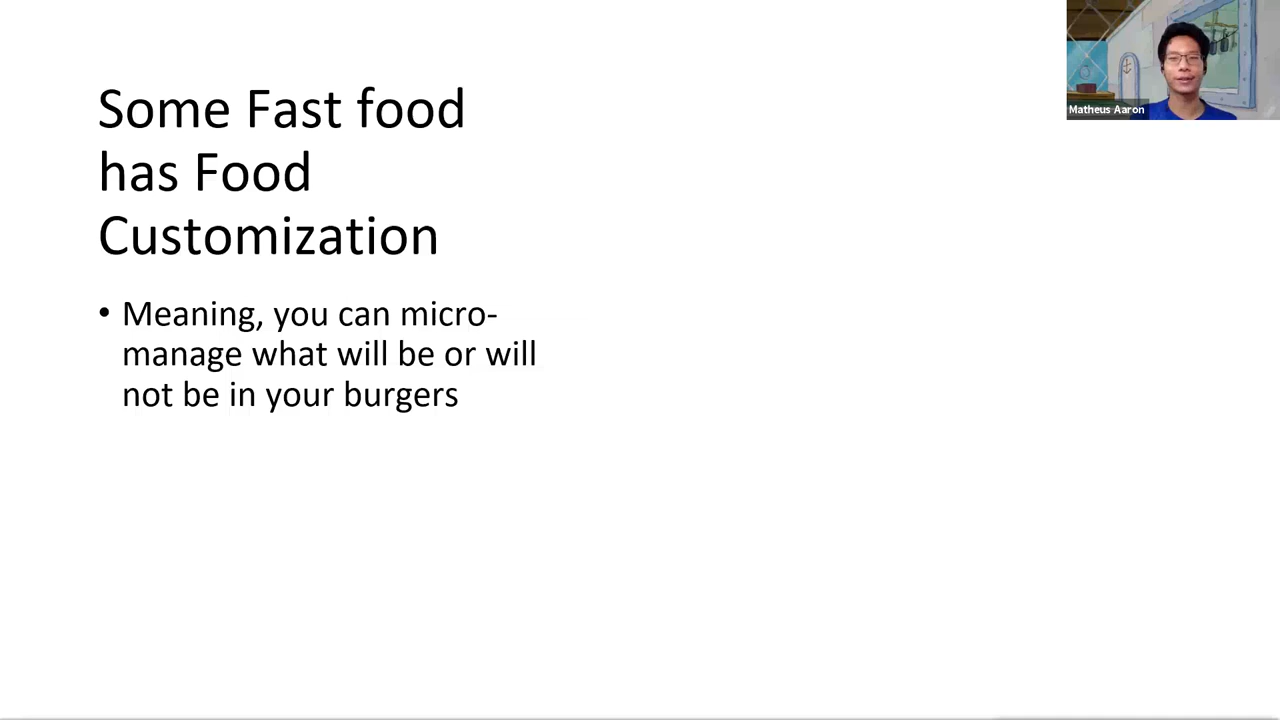 Some Fast food
has Food
Customization
• Meaning, you can micro-
manage what will be or will
not be in your burgers
Matheus Aaron